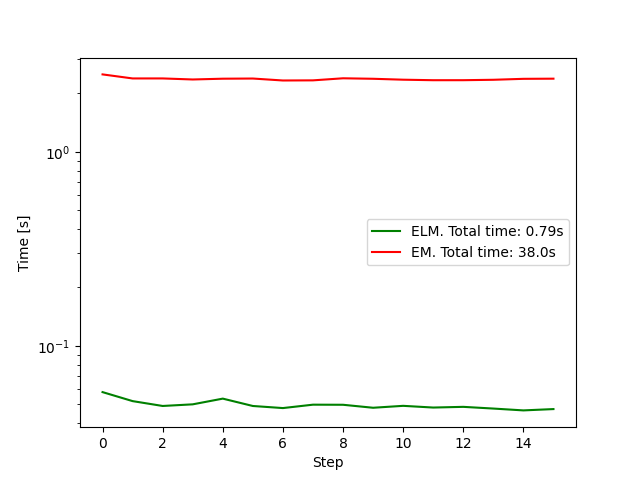 10⁰
10⁻¹
Time [s]
ELM. Total time: 0.79s
EM. Total time: 38.0s
0 2 4 6 8 10 12 14
Step